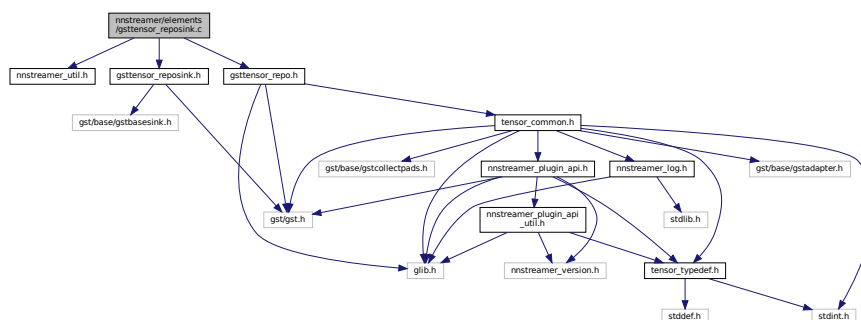 nnstreamer/elements
/gsttensor_reposink.c
nnstreamer_util.h
gsttensor_reposink.h
gsttensor_repo.h
gst/base/gstbasesink.h
tensor_common.h
gst/base/gstcollectpads.h
nnstreamer_plugin_api.h
nnstreamer_log.h
gst/base/gstadapter.h
gst/gst.h
nnstreamer_plugin_api
_util.h
stdlib.h
glib.h
nnstreamer_version.h
tensor_typedef.h
stddef.h
stdint.h